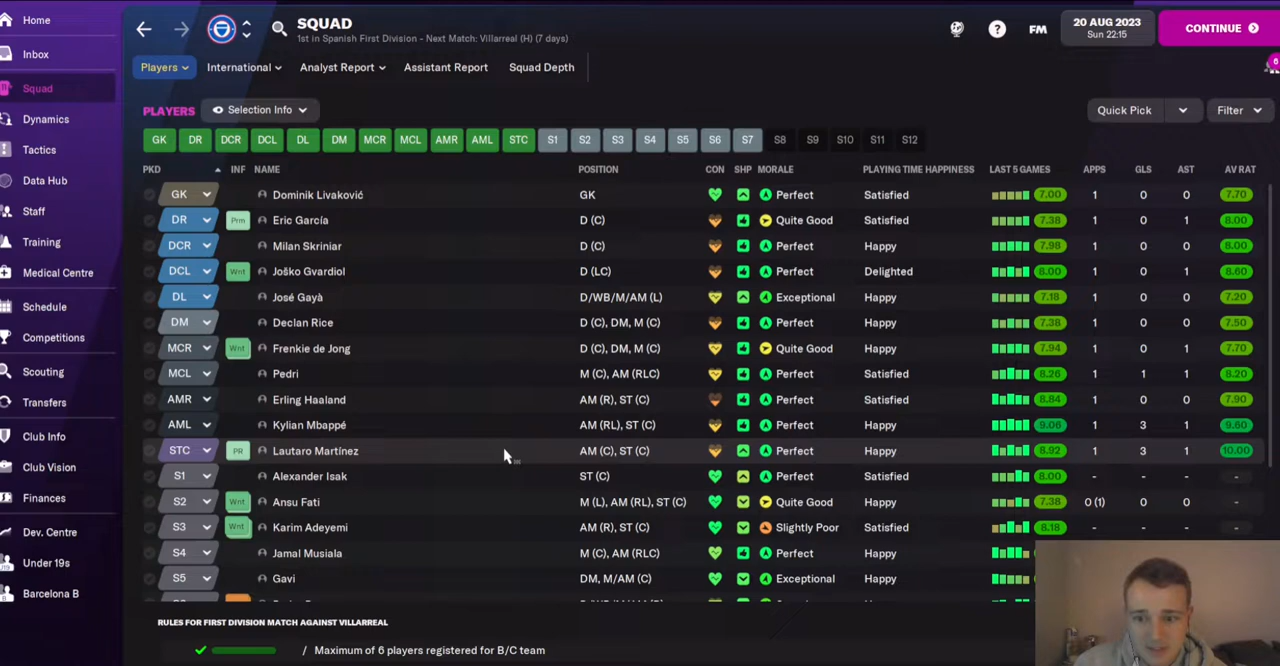 Home
Inbox
Squad
Dynamics
Tactics
Data Hub
Staff
Training
Medical Centre
Schedule
Competitions
Scouting
Transfers
Club Info
Club Vision
Finances
Dev. Centre
Under 19s
Barcelona B
SQUAD
1st in Spanish First Division - Next Match: Villarreal (H) (7 days)
FM
20 AUG 2023
Sun 22:15
CONTINUE
6
Players International Analyst Report Assistant Report Squad Depth
PLAYERS Selection Info Quick Pick Filter
GK DR DCR DCL DL DM MCR MCL AMR AML STC S1 S2 S3 S4 S5 S6 S7 S8 S9 S10 S11 S12
PKD INF NAME POSITION CON SHP MORALE PLAYING TIME HAPPINESS LAST 5 GAMES APPS GLS AST AV RAT
GK Dominik Livaković GK Perfect Satisfied 7.00 1 0 0 7.70
DR Prm Eric García D (C) Quite Good Satisfied 7.38 1 0 1 8.00
DCR Milan Skriniar D (C) Perfect Happy 7.98 1 0 0 8.00
DCL Wnt Joško Gvardiol D (LC) Perfect Delighted 8.00 1 0 1 8.60
DL José Gayà D/WB/M/AM (L) Exceptional Happy 7.18 1 0 0 7.20
DM Declan Rice D (C), DM, M (C) Perfect Happy 7.38 1 0 0 7.50
MCR Wnt Frenkie de Jong D (C), DM, M (C) Quite Good Happy 7.94 1 0 1 7.70
MCL Pedri M (C), AM (RLC) Perfect Satisfied 8.26 1 1 1 8.20
AMR Erling Haaland AM (R), ST (C) Perfect Satisfied 8.84 1 0 0 7.90
AML Kylian Mbappé AM (RL), ST (C) Perfect Happy 9.06 1 3 1 9.60
STC PR Lautaro Martínez AM (C), ST (C) Perfect Happy 8.92 1 3 1 10.00
S1 Alexander Isak ST (C) Perfect Happy 8.00 - - - -
S2 Wnt Ansu Fati M (L), AM (RL), ST (C) Quite Good Happy 7.38 0 (1) 0 0 -
S3 Wnt Karim Adeyemi AM (R), ST (C) Slightly Poor Satisfied 8.18 - - - -
S4 Jamal Musiala M (C), AM (RLC) Perfect Happy
S5 Gavi DM, M/AM (C) Exceptional Happy
RULES FOR FIRST DIVISION MATCH AGAINST VILLARREAL
/ Maximum of 6 players registered for B/C team